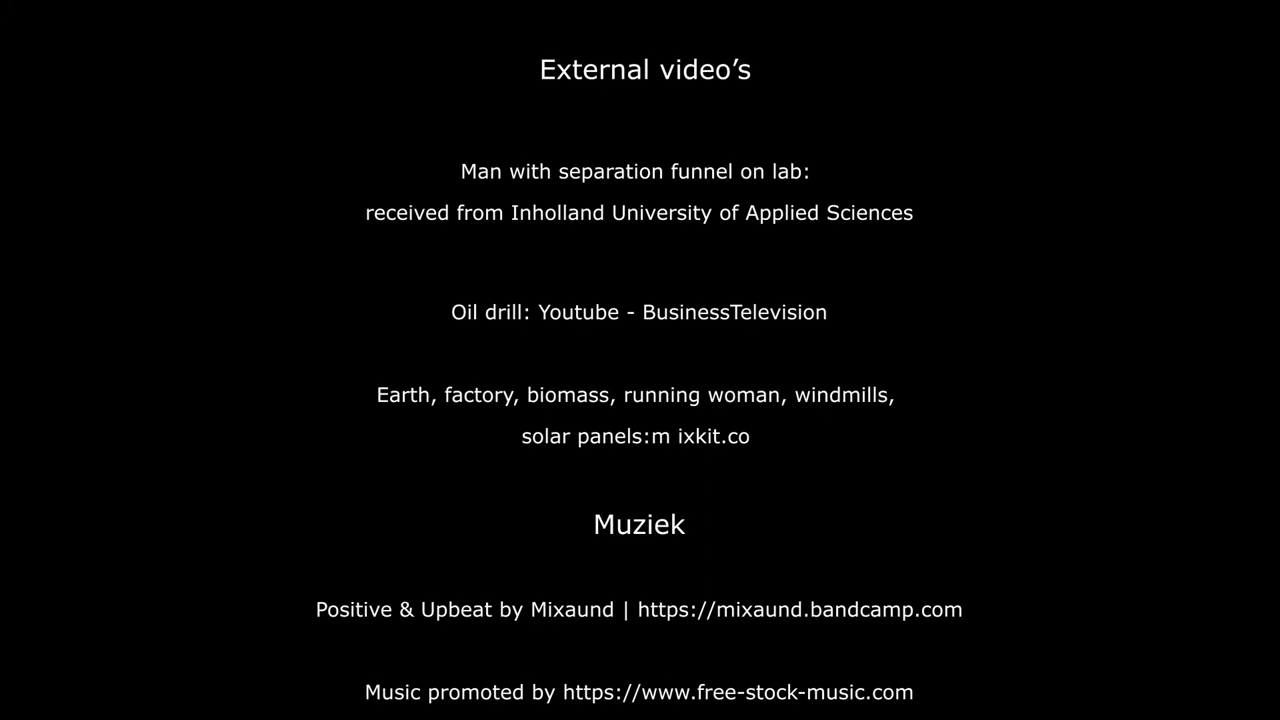 External video’s
Man with separation funnel on lab:
received from Inholland University of Applied Sciences
Oil drill: Youtube - BusinessTelevision
Earth, factory, biomass, running woman, windmills,
solar panels:m ixkit.co
Muziek
Positive & Upbeat by Mixaund | https://mixaund.bandcamp.com
Music promoted by https://www.free-stock-music.com